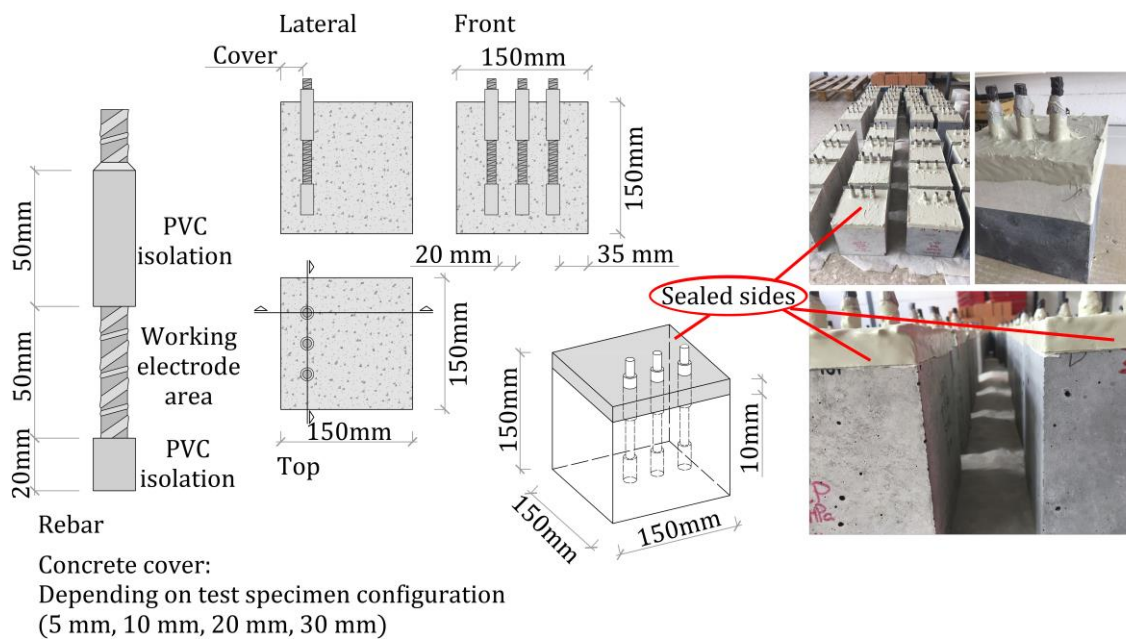 Lateral
Front
Cover
150mm
150mm
50mm
PVC
isolation
50mm
Working
electrode
area
20mm
PVC
isolation
20 mm
35 mm
150mm
150mm
Top
Sealed sides
150mm
10mm
150mm
150mm
Rebar
Concrete cover:
Depending on test specimen configuration
(5 mm, 10 mm, 20 mm, 30 mm)